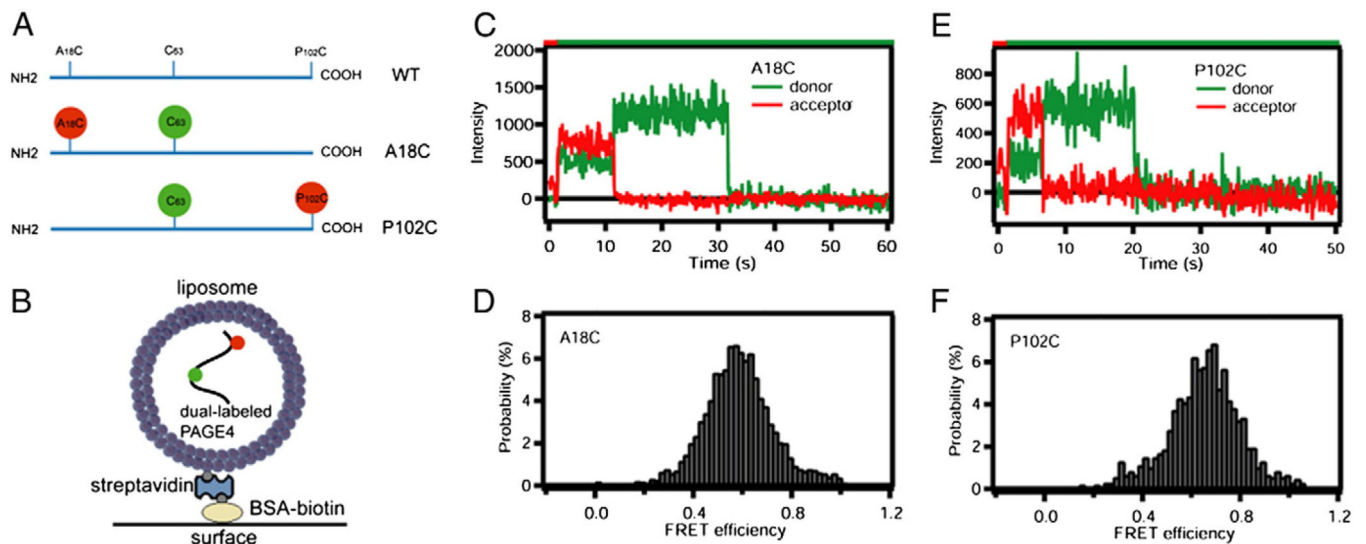 A
A18C
C63
P102C
NH2
COOH
WT
A18C
C63
NH2
COOH
A18C
C63
P102C
NH2
COOH
P102C
B
liposome
dual-labeled
PAGE4
streptavidin
BSA-biotin
surface
C
2000
1500
1000
500
0
Intensity
A18C
donor
accepto
0
10
20
30
40
50
60
Time (s)
D
8
6
4
2
0
Probability (%)
A18C
0.0
0.4
0.8
1.2
FRET efficiency
E
800
600
400
200
0
Intensity
P102C
donor
acceptor
0
10
20
30
40
50
Time (s)
F
8
6
4
2
0
Probability (%)
P102C
0.0
0.4
0.8
1.2
FRET efficiency